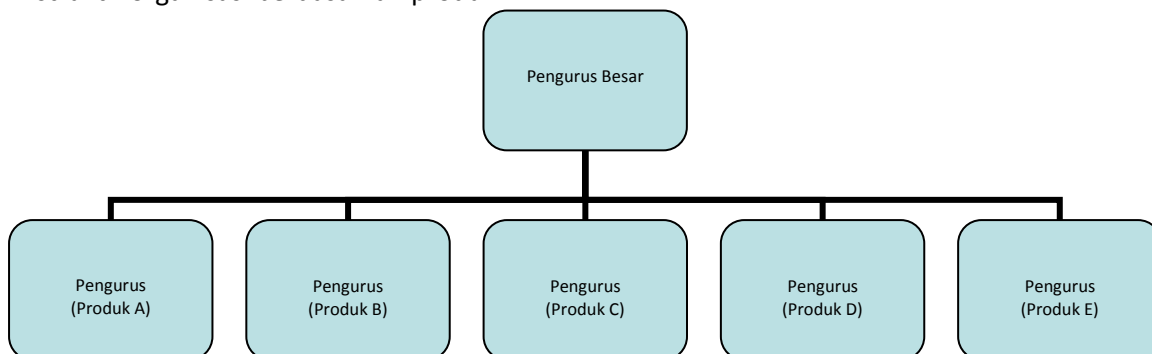 Pengurus Besar
Pengurus
(Produk A)
Pengurus
(Produk B)
Pengurus
(Produk C)
Pengurus
(Produk D)
Pengurus
(Produk E)